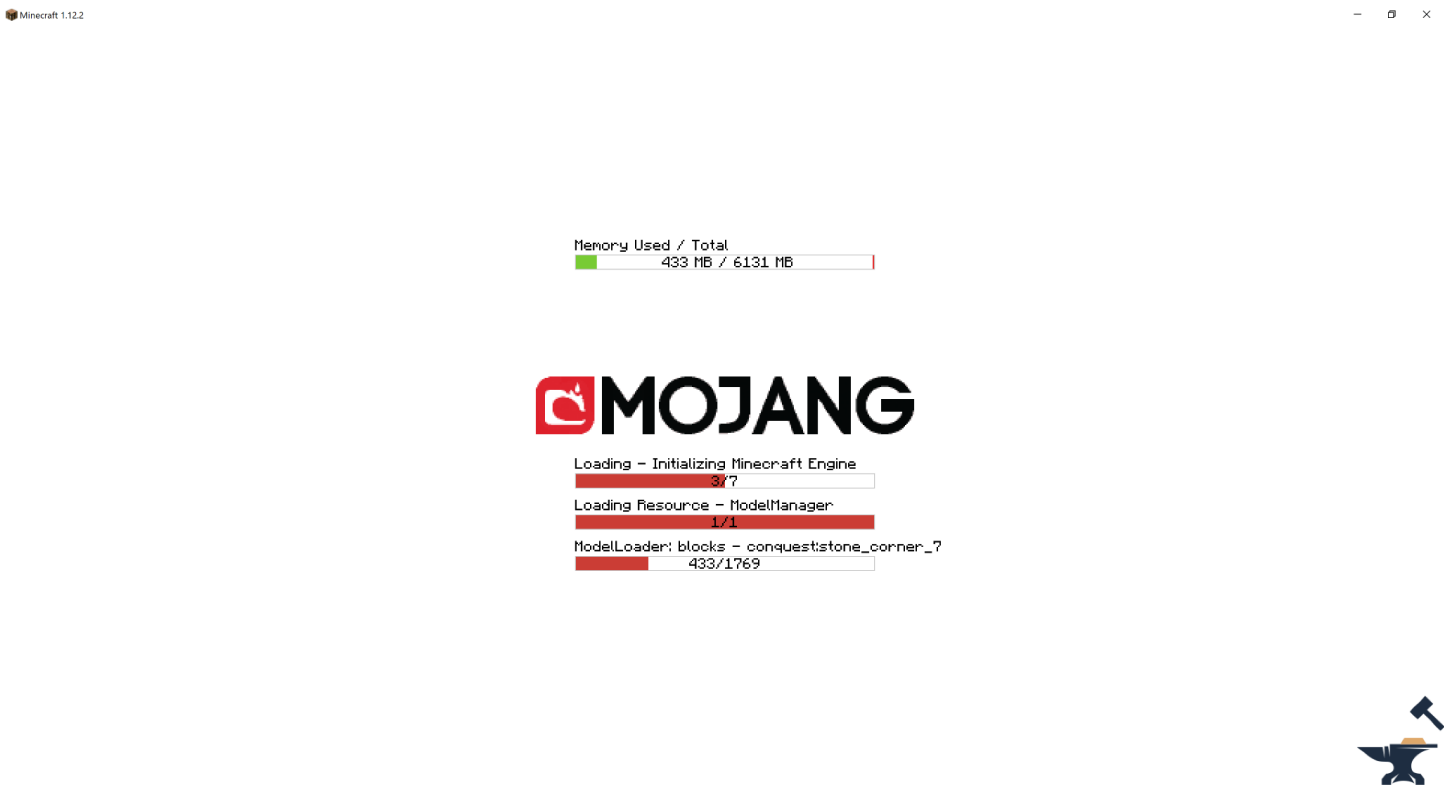 Minecraft 1.12.2
Memory Used / Total
433 MB / 6131 MB
MOJANG
Loading - Initializing Minecraft Engine
3/7
Loading Resource - ModelManager
1/1
ModelLoader: blocks - conquest:stone_corner_7
433/1769